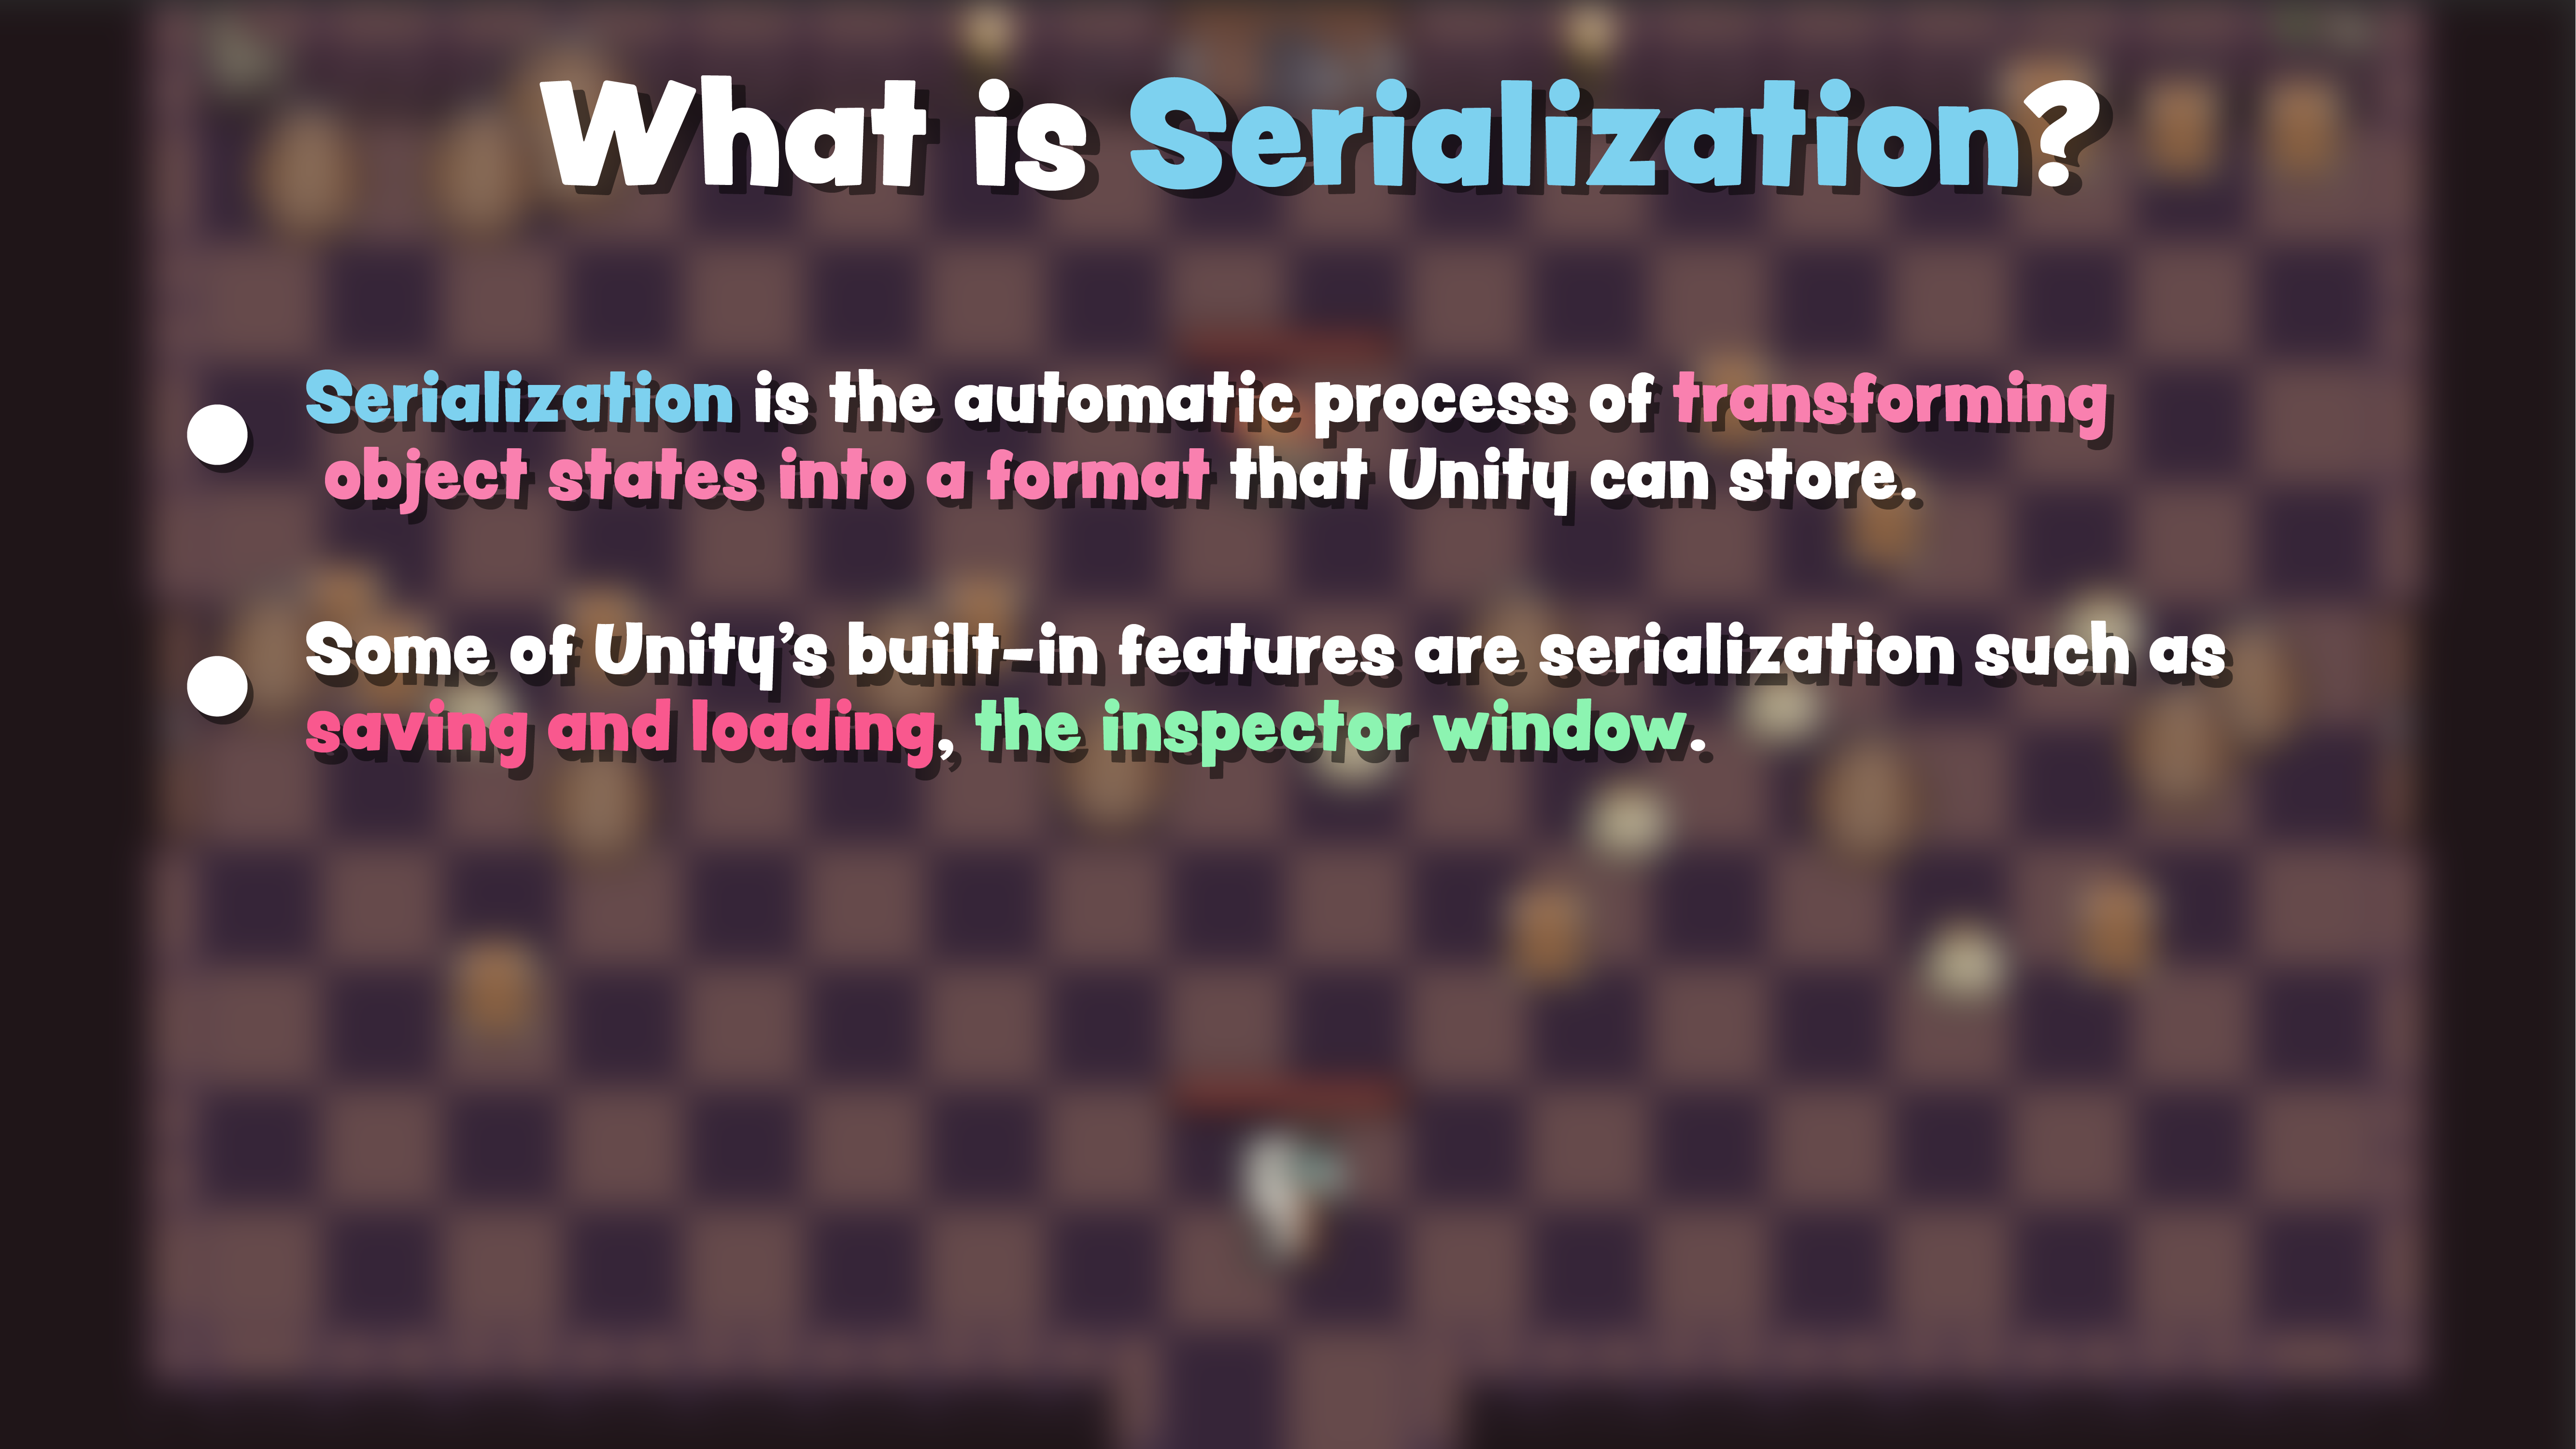 What is Serialization?
Serialization is the automatic process of transforming
object states into a format that Unity can store.
Some of Unity’s built-in features are serialization such as
saving and loading, the inspector window.